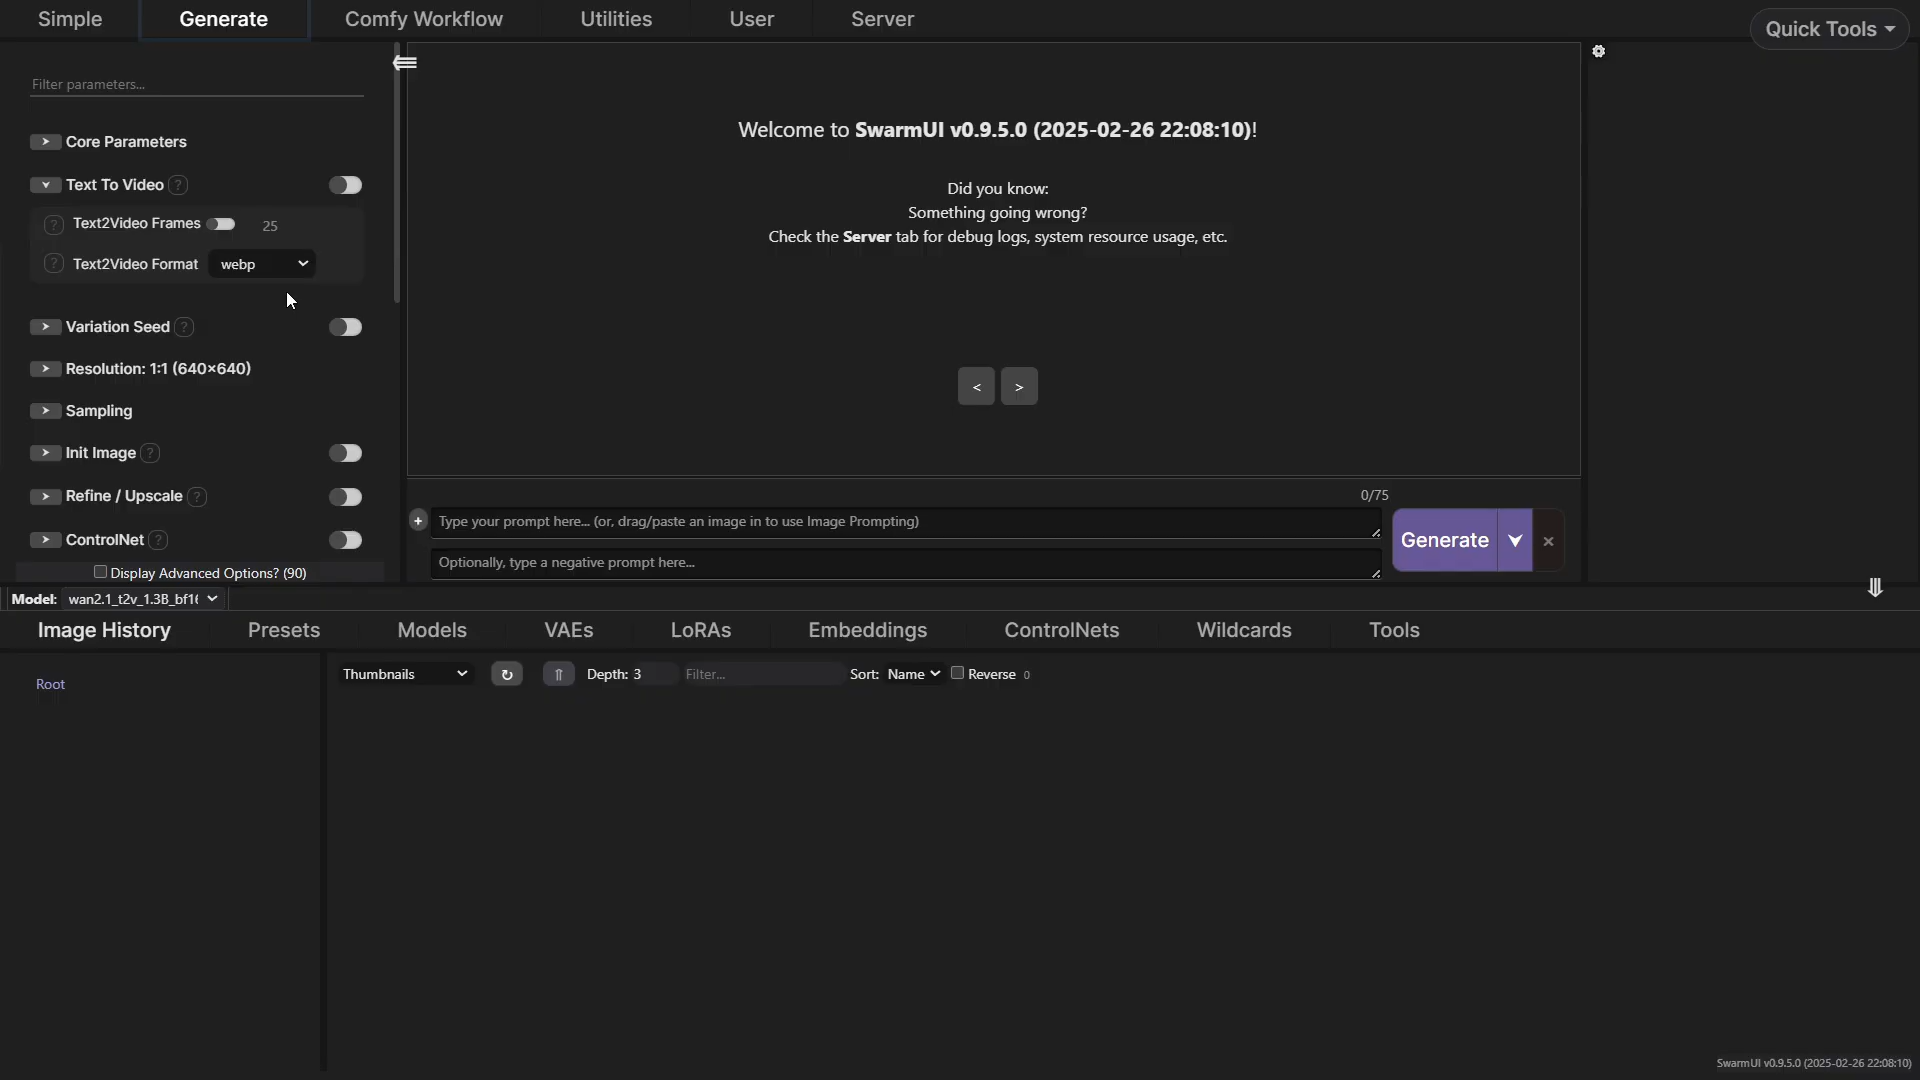 Simple
Generate
Comfy Workflow
Utilities
User
Server
Quick Tools
Filter parameters...
Core Parameters
Text To Video ?
? Text2Video Frames 25
? Text2Video Format webp
Variation Seed ?
Resolution: 1:1 (640×640)
Sampling
Init Image ?
Refine / Upscale ?
ControlNet ?
Display Advanced Options? (90)
Welcome to SwarmUI v0.9.5.0 (2025-02-26 22:08:10)!
Did you know:
Something going wrong?
Check the Server tab for debug logs, system resource usage, etc.
< >
0/75
+ Type your prompt here... (or, drag/paste an image in to use Image Prompting)
Optionally, type a negative prompt here...
Generate
×
Model: wan2.1_t2v_1.3B_bf16
Image History
Presets
Models
VAEs
LoRAs
Embeddings
ControlNets
Wildcards
Tools
Root
Thumbnails
Depth: 3
Filter...
Sort: Name
Reverse 0
SwarmUI v0.9.5.0 (2025-02-26 22:08:10)